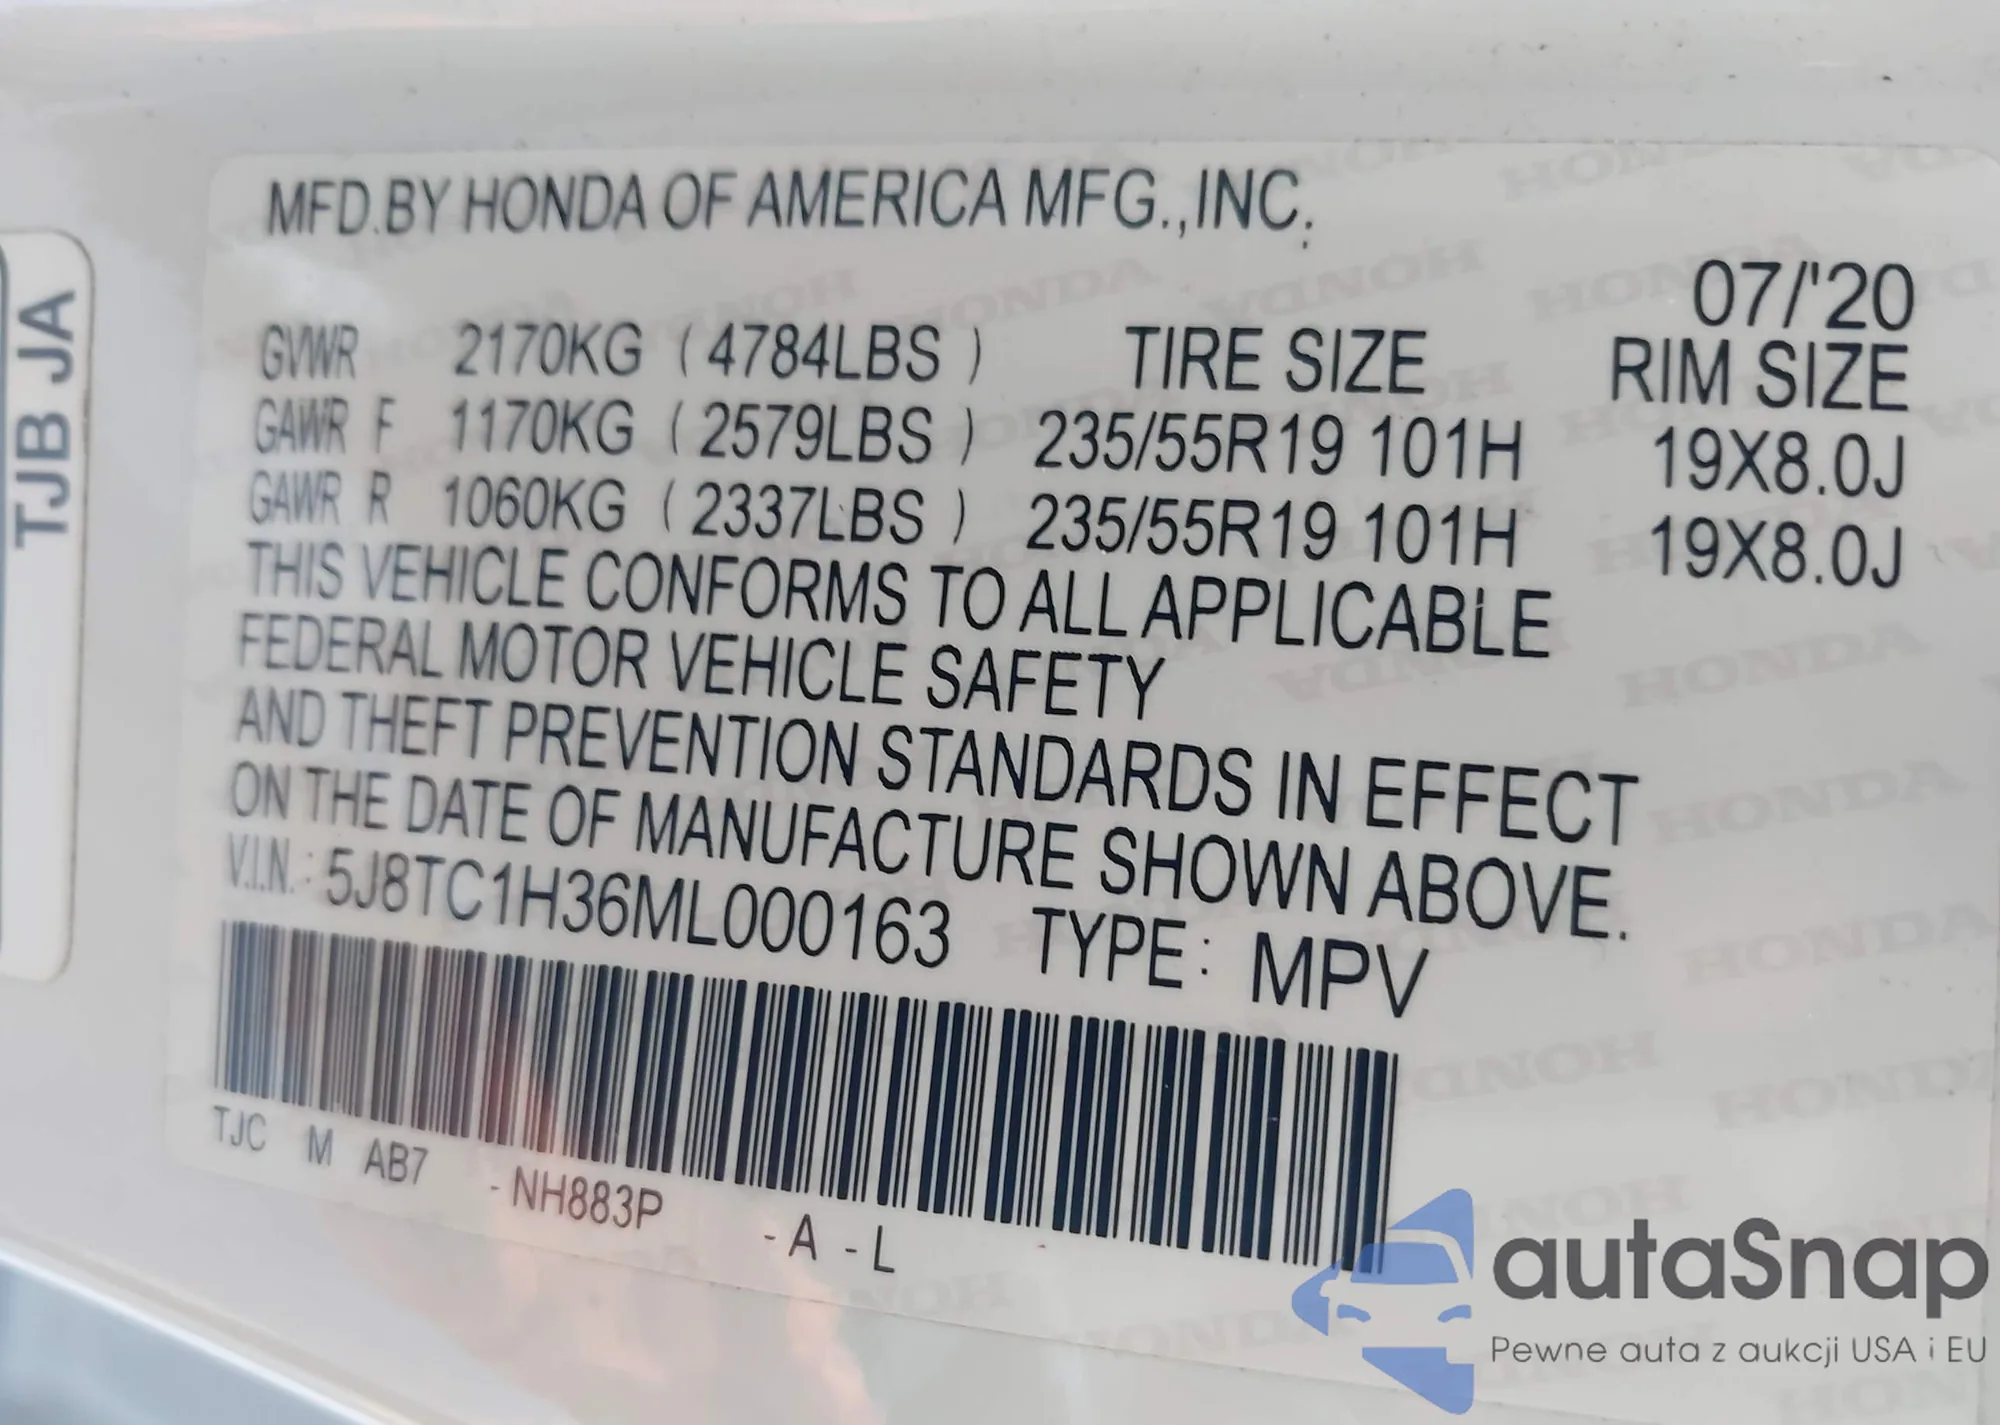 TJB JA
MFD.BY HONDA OF AMERICA MFG.,INC.
07/'20
GVWR 2170KG ( 4784LBS ) TIRE SIZE RIM SIZE
GAWR F 1170KG ( 2579LBS ) 235/55R19 101H 19X8.0J
GAWR R 1060KG ( 2337LBS ) 235/55R19 101H 19X8.0J
THIS VEHICLE CONFORMS TO ALL APPLICABLE
FEDERAL MOTOR VEHICLE SAFETY
AND THEFT PREVENTION STANDARDS IN EFFECT
ON THE DATE OF MANUFACTURE SHOWN ABOVE.
V.I.N.: 5J8TC1H36ML000163 TYPE: MPV
TJC M AB7 -NH883P -A -L
autaSnap
Pewne auta z aukcji USA i EU